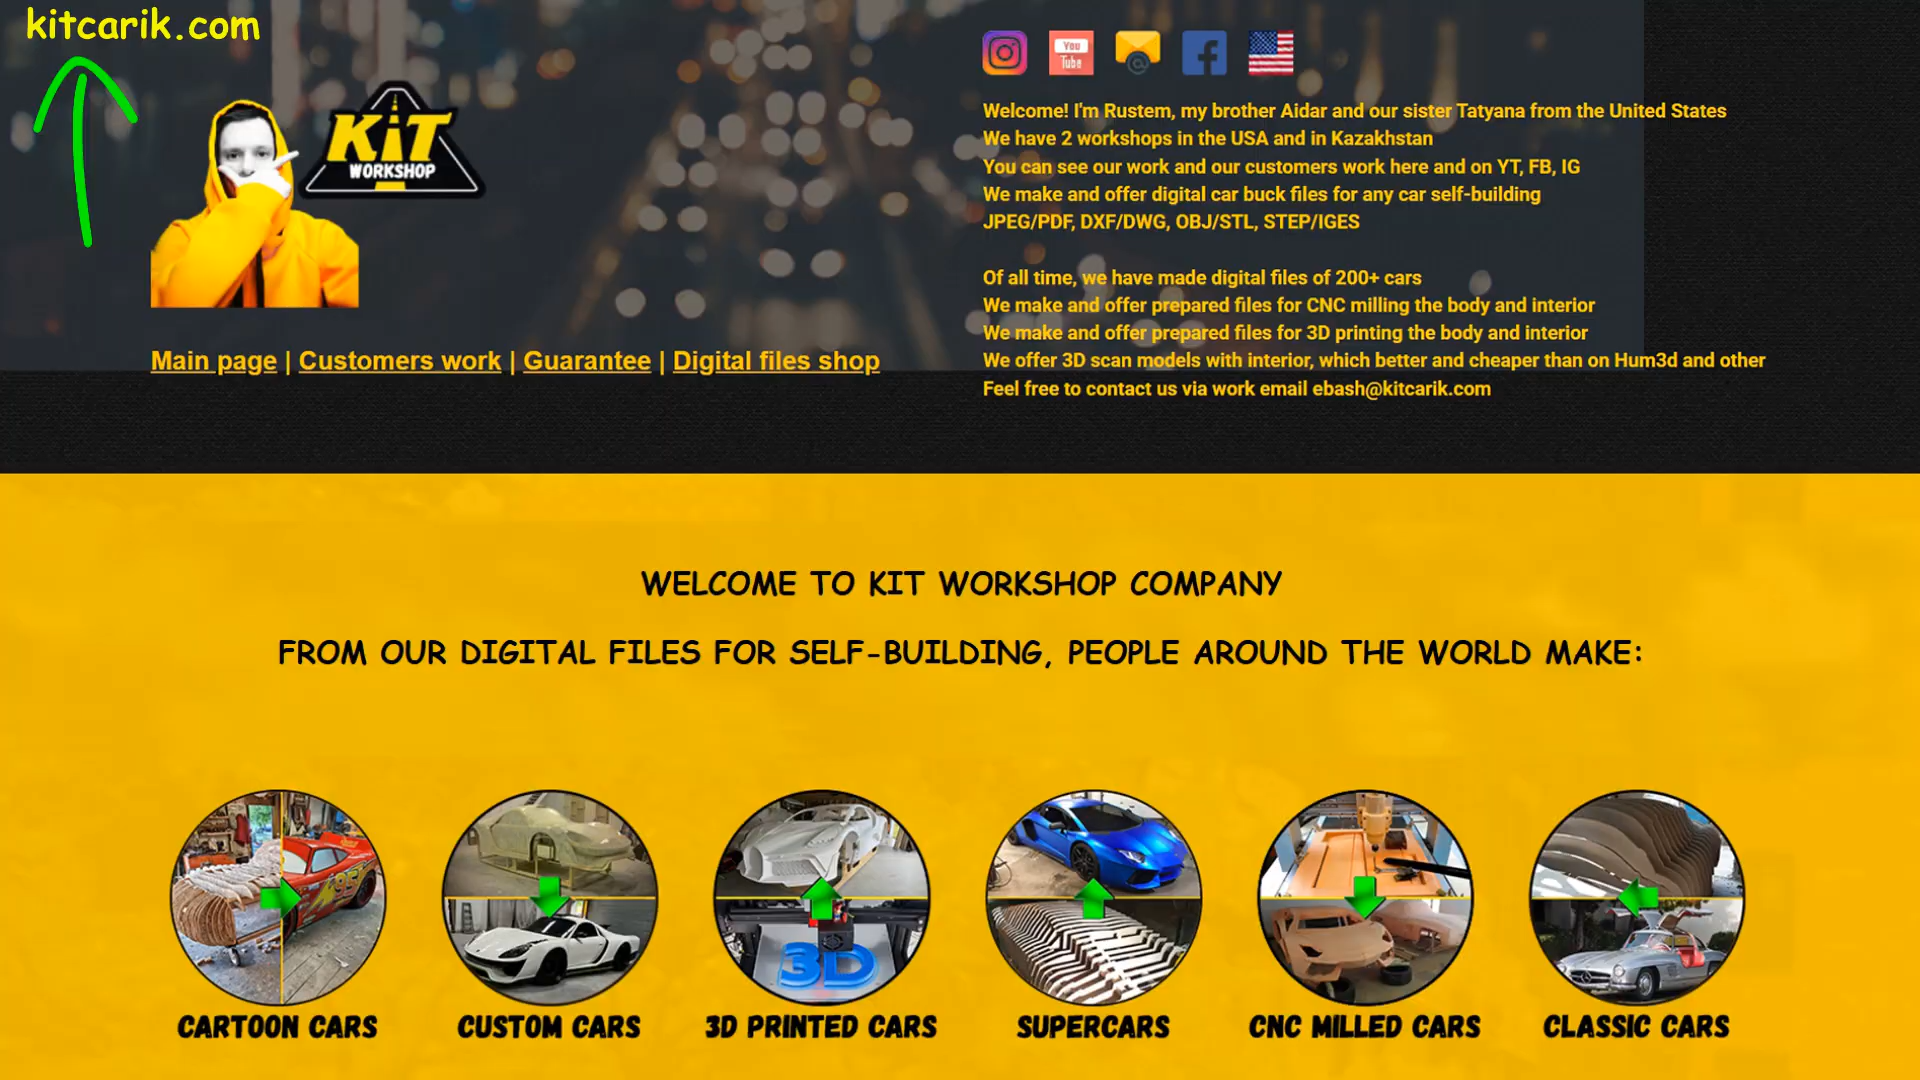 kitcarik.com
KiT
WORKSHOP
You
Tube
Welcome! I'm Rustem, my brother Aidar and our sister Tatyana from the United States
We have 2 workshops in the USA and in Kazakhstan
You can see our work and our customers work here and on YT, FB, IG
We make and offer digital car buck files for any car self-building
JPEG/PDF, DXF/DWG, OBJ/STL, STEP/IGES
Of all time, we have made digital files of 200+ cars
We make and offer prepared files for CNC milling the body and interior
We make and offer prepared files for 3D printing the body and interior
We offer 3D scan models with interior, which better and cheaper than on Hum3d and other
Feel free to contact us via work email ebash@kitcarik.com
Main page | Customers work | Guarantee | Digital files shop
WELCOME TO KIT WORKSHOP COMPANY
FROM OUR DIGITAL FILES FOR SELF-BUILDING, PEOPLE AROUND THE WORLD MAKE:
95
3D
CARTOON CARS
CUSTOM CARS
3D PRINTED CARS
SUPERCARS
CNC MILLED CARS
CLASSIC CARS